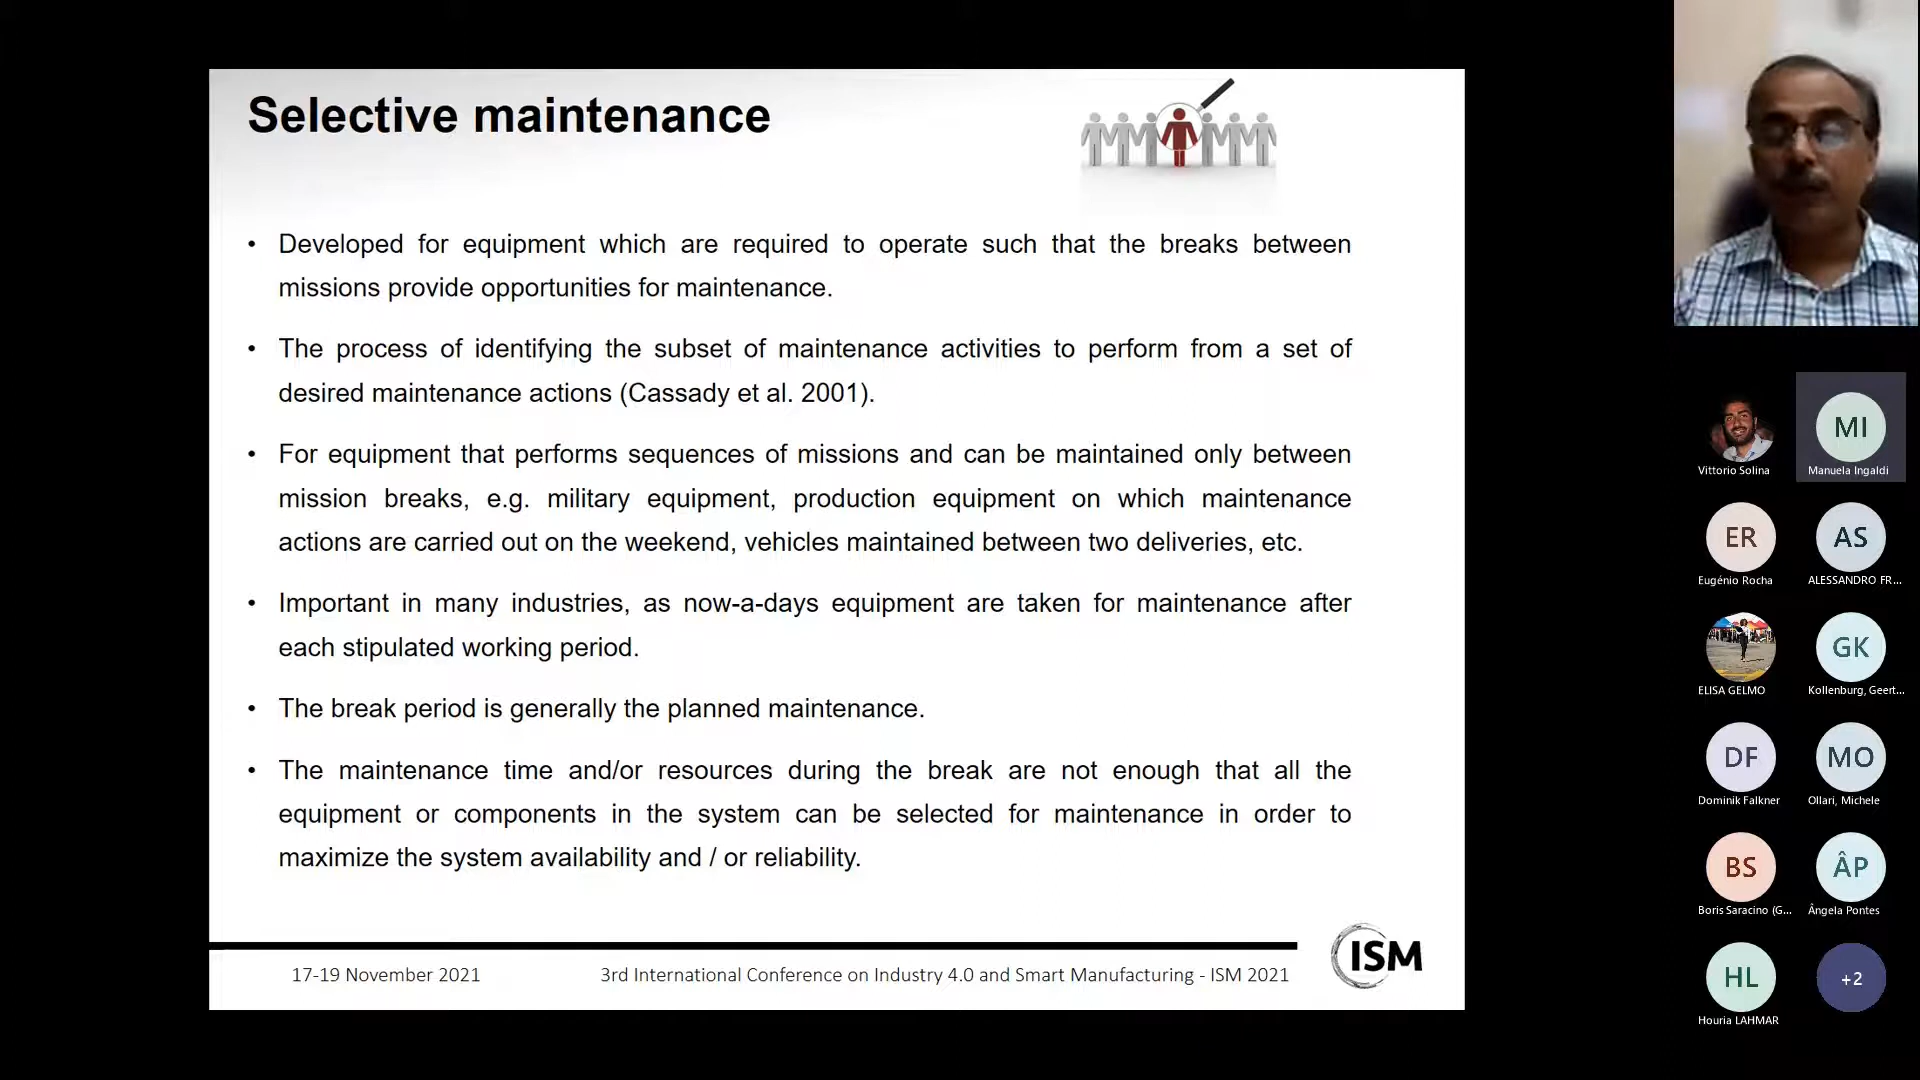 Selective maintenance
• Developed for equipment which are required to operate such that the breaks between
missions provide opportunities for maintenance.
• The process of identifying the subset of maintenance activities to perform from a set of
desired maintenance actions (Cassady et al. 2001).
• For equipment that performs sequences of missions and can be maintained only between
mission breaks, e.g. military equipment, production equipment on which maintenance
actions are carried out on the weekend, vehicles maintained between two deliveries, etc.
• Important in many industries, as now-a-days equipment are taken for maintenance after
each stipulated working period.
• The break period is generally the planned maintenance.
• The maintenance time and/or resources during the break are not enough that all the
equipment or components in the system can be selected for maintenance in order to
maximize the system availability and / or reliability.
17-19 November 2021
3rd International Conference on Industry 4.0 and Smart Manufacturing - ISM 2021
ISM
Vittorio Solina
MI
Manuela Ingaldi
ER
Eugénio Rocha
AS
ALESSANDRO FR...
ELISA GELMO
GK
Kollenburg, Geert...
DF
Dominik Falkner
MO
Ollari, Michele
BS
Boris Saracino (G...
ÂP
Ângela Pontes
HL
Houria LAHMAR
+2